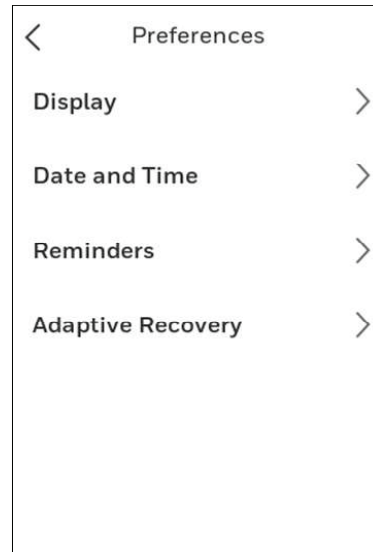 Preferences
Display
Date and Time
Reminders
Adaptive Recovery